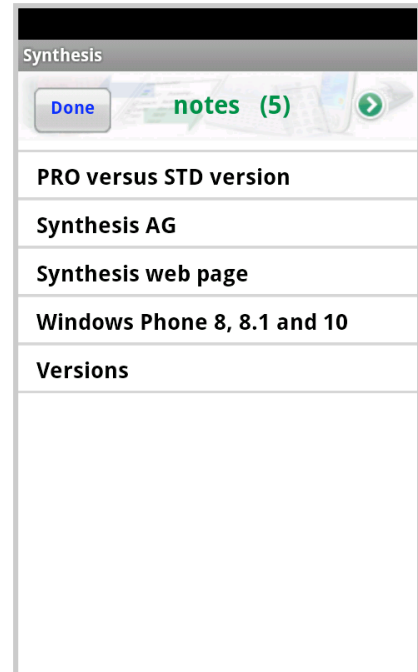 Synthesis
Done notes (5)
PRO versus STD version
Synthesis AG
Synthesis web page
Windows Phone 8, 8.1 and 10
Versions